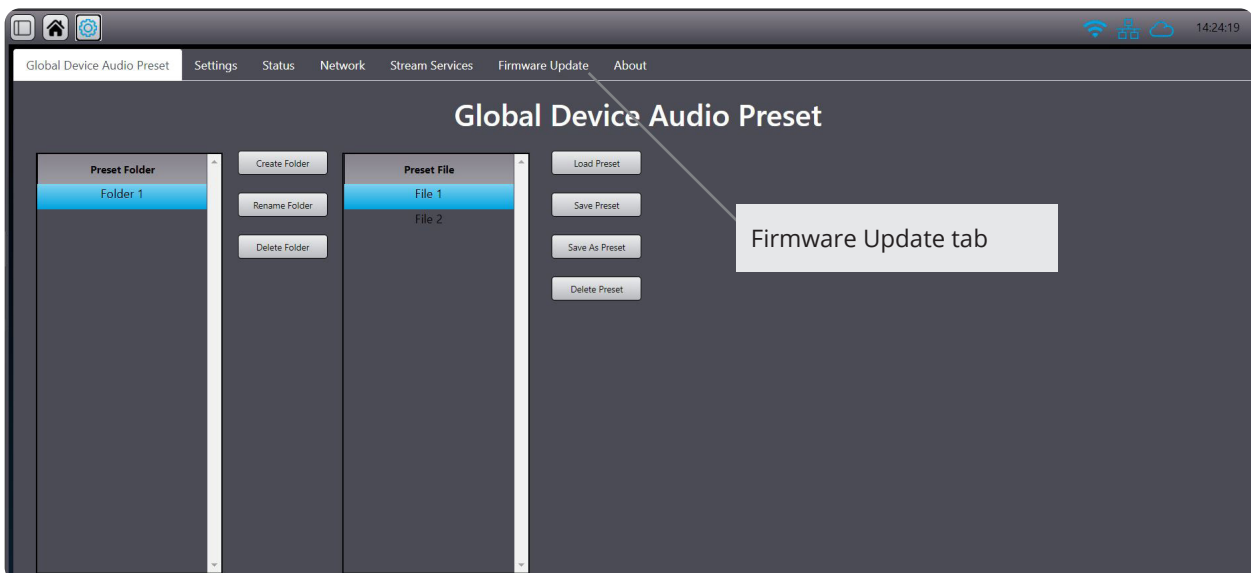 14:24:19
Global Device Audio Preset Settings Status Network Stream Services Firmware Update About
Global Device Audio Preset
Preset Folder
Folder 1
Create Folder
Rename Folder
Delete Folder
Preset File
File 1
File 2
Load Preset
Save Preset
Save As Preset
Delete Preset
Firmware Update tab